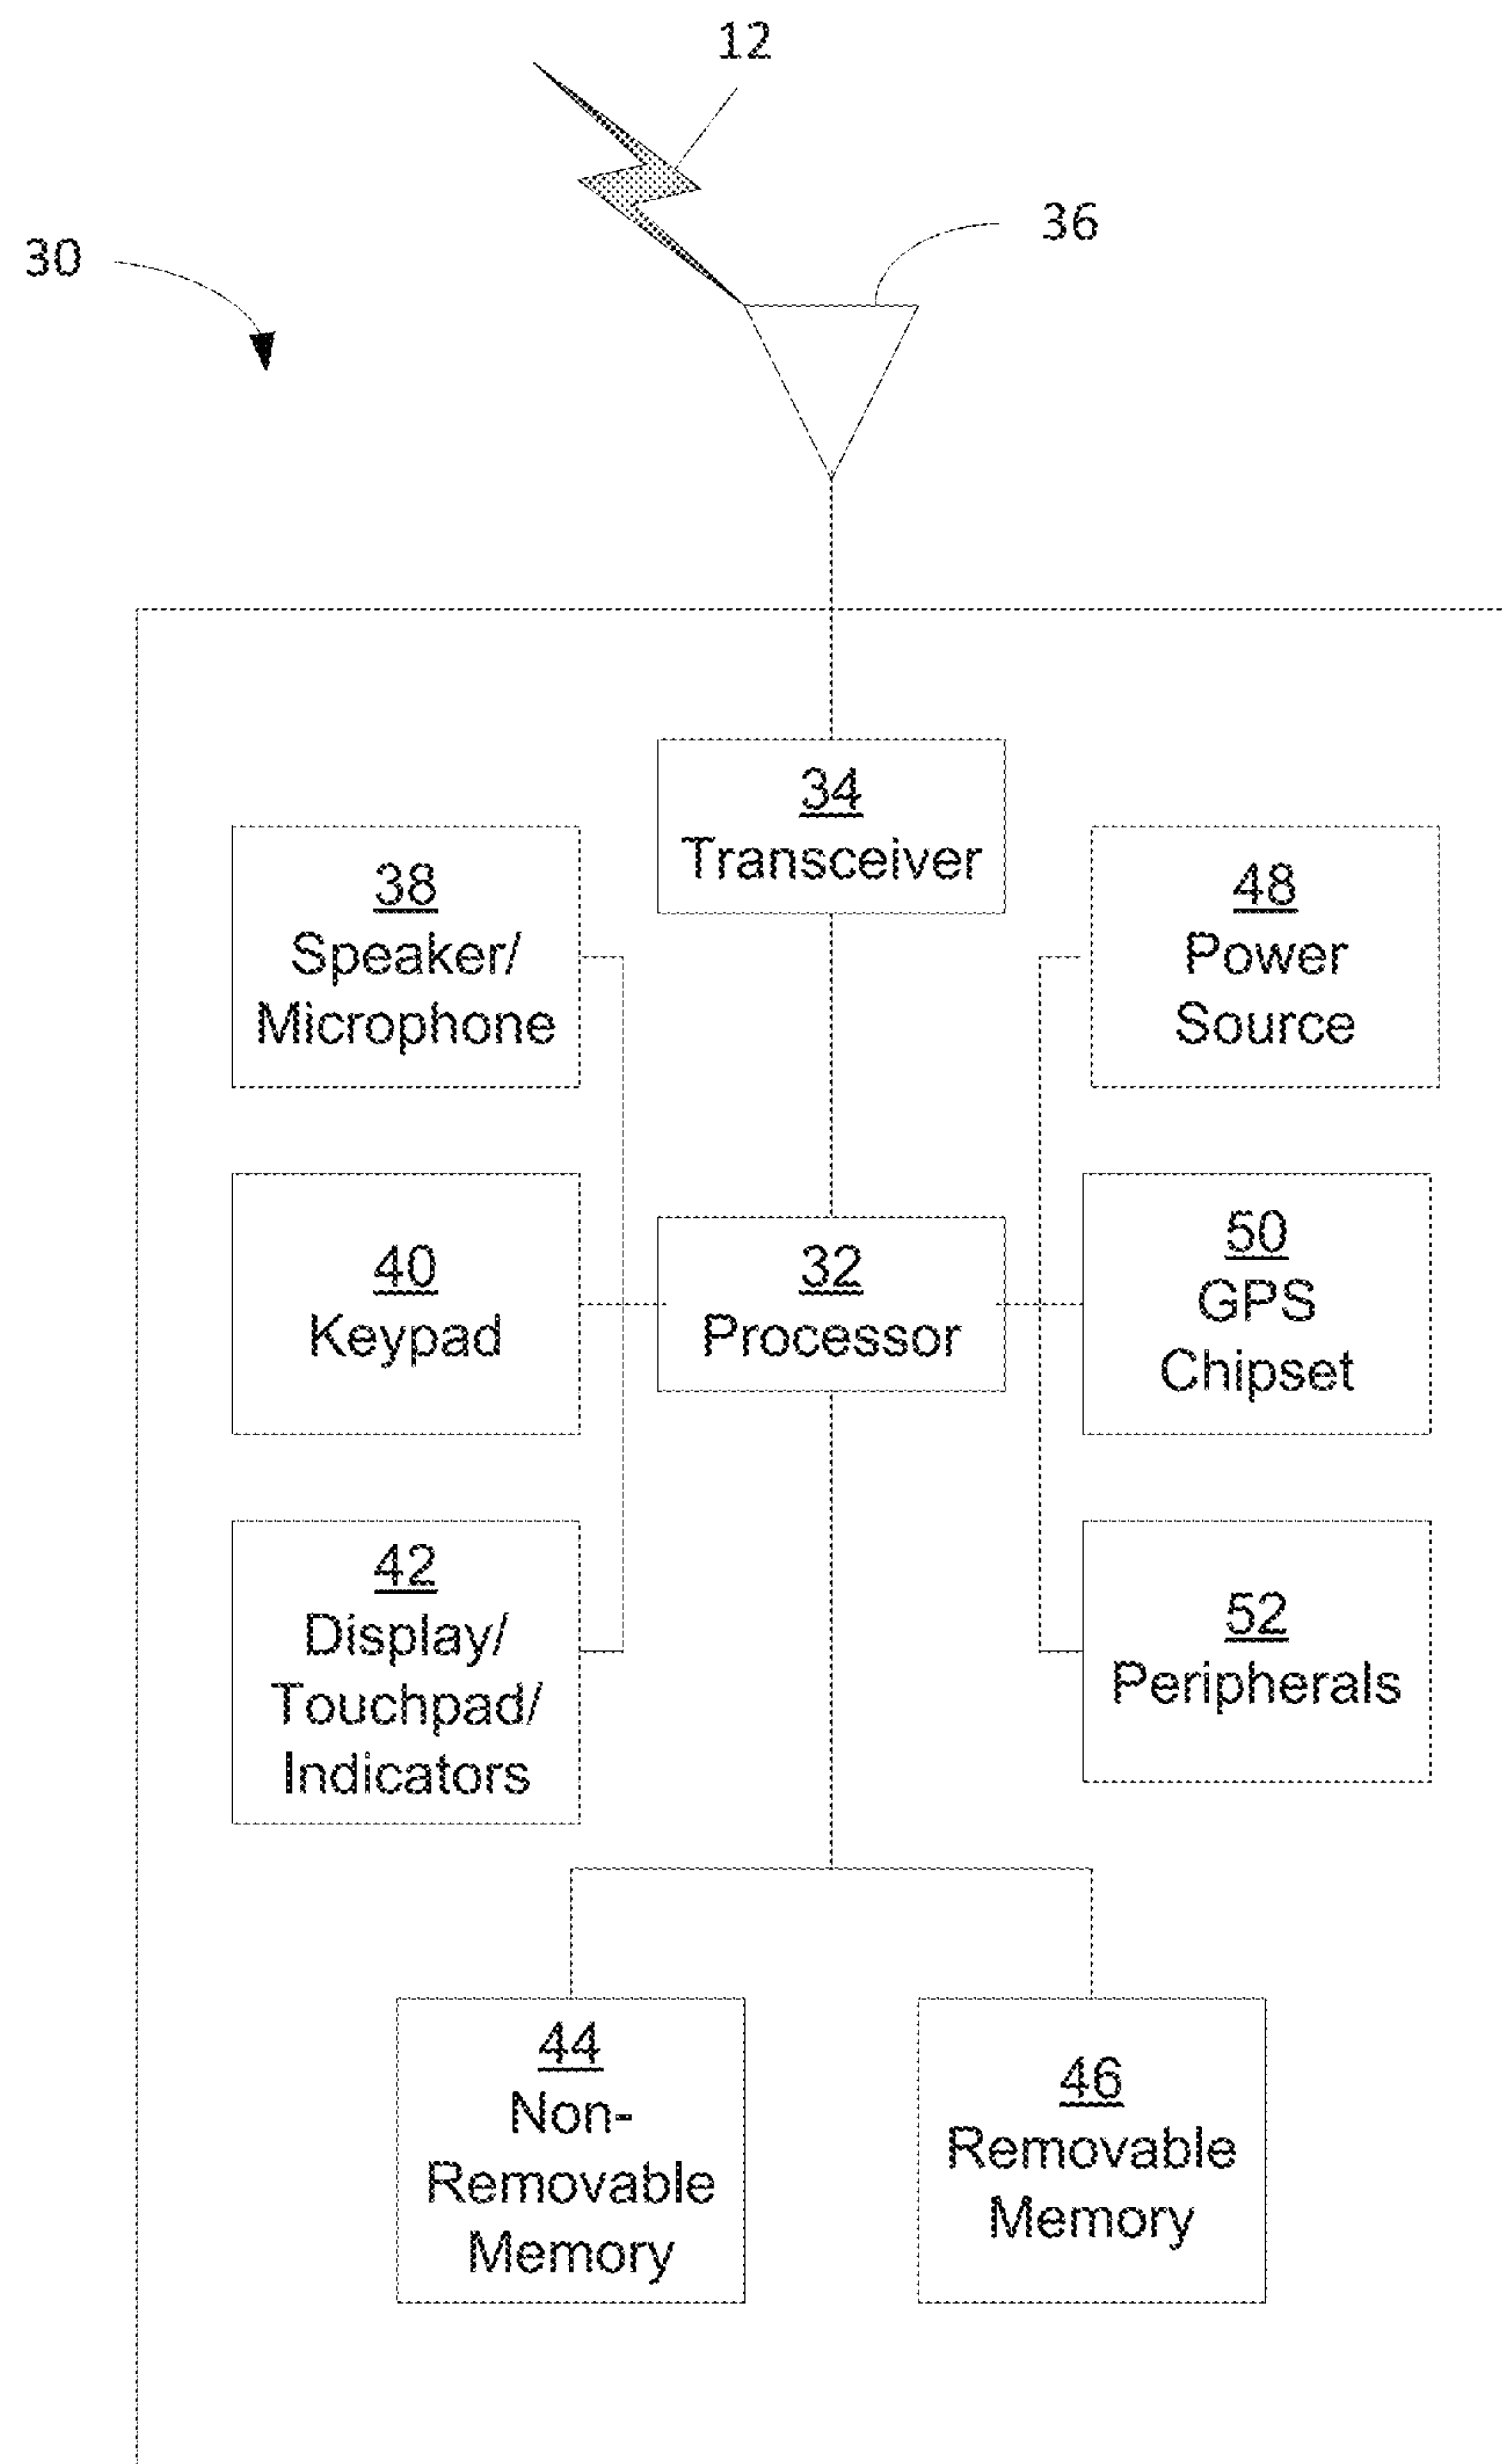 12
36
30
34
Transceiver
38
Speaker/
Microphone
48
Power
Source
40
Keypad
32
Processor
50
GPS
Chipset
42
Display/
Touchpad/
Indicators
52
Peripherals
44
Non-
Removable
Memory
46
Removable
Memory